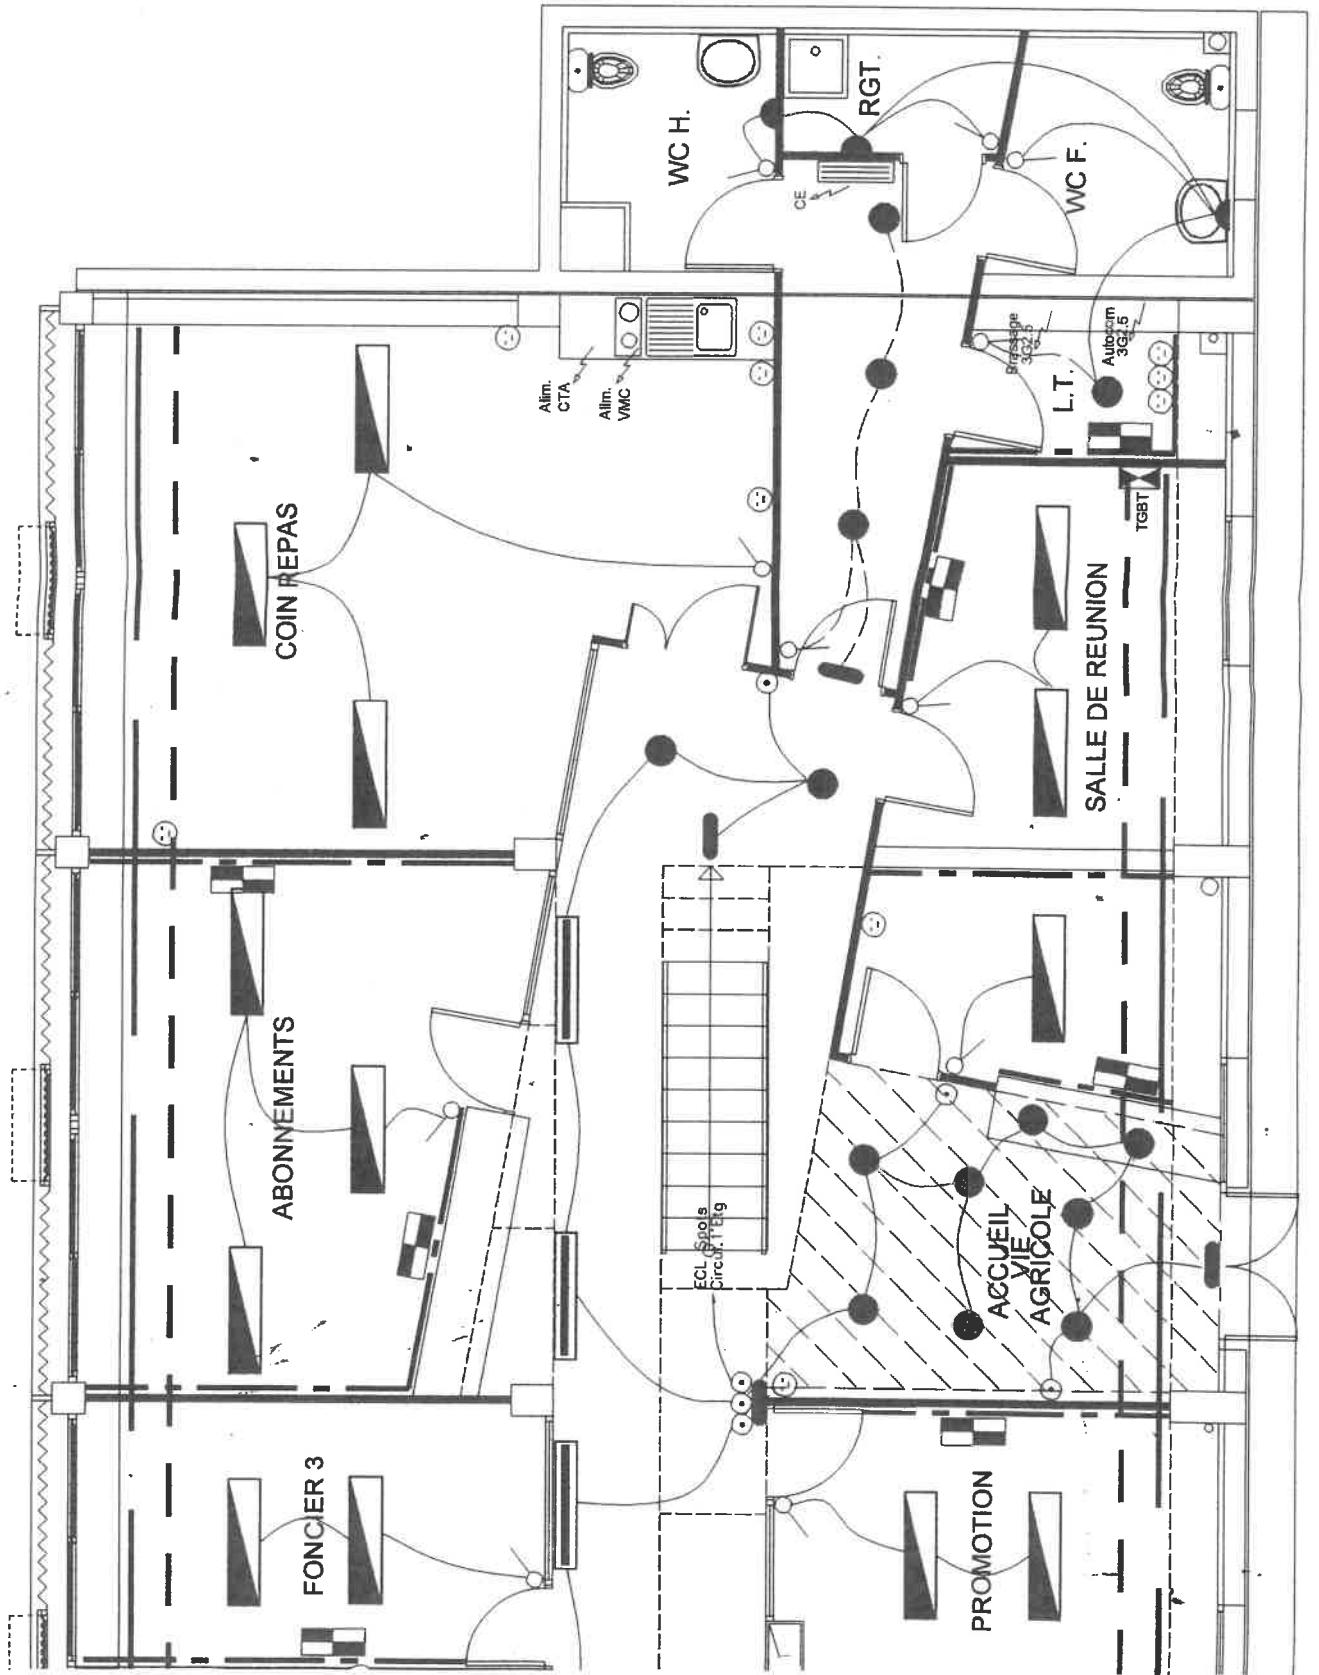 WC H.
RGT.
WC F.
CE
Brassage
3G2.5
Autocom
3G2.5
L.T.
Alim.
CTA
Alim.
VMC
COIN REPAS
TGBT
SALLE DE REUNION
ABONNEMENTS
ECL Spots
Circul.1°Etg
ACCUEIL
VIE
AGRICOLE
FONCIER 3
PROMOTION